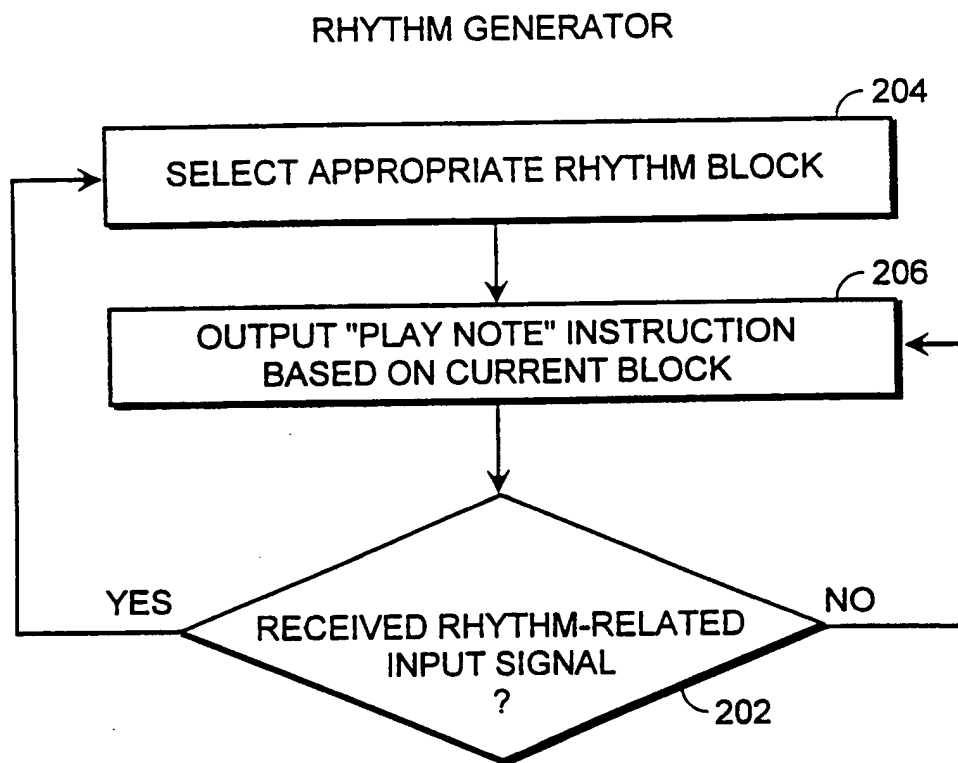 RHYTHM GENERATOR
204
SELECT APPROPRIATE RHYTHM BLOCK
206
OUTPUT "PLAY NOTE" INSTRUCTION
BASED ON CURRENT BLOCK
YES
NO
RECEIVED RHYTHM-RELATED
INPUT SIGNAL
?
202